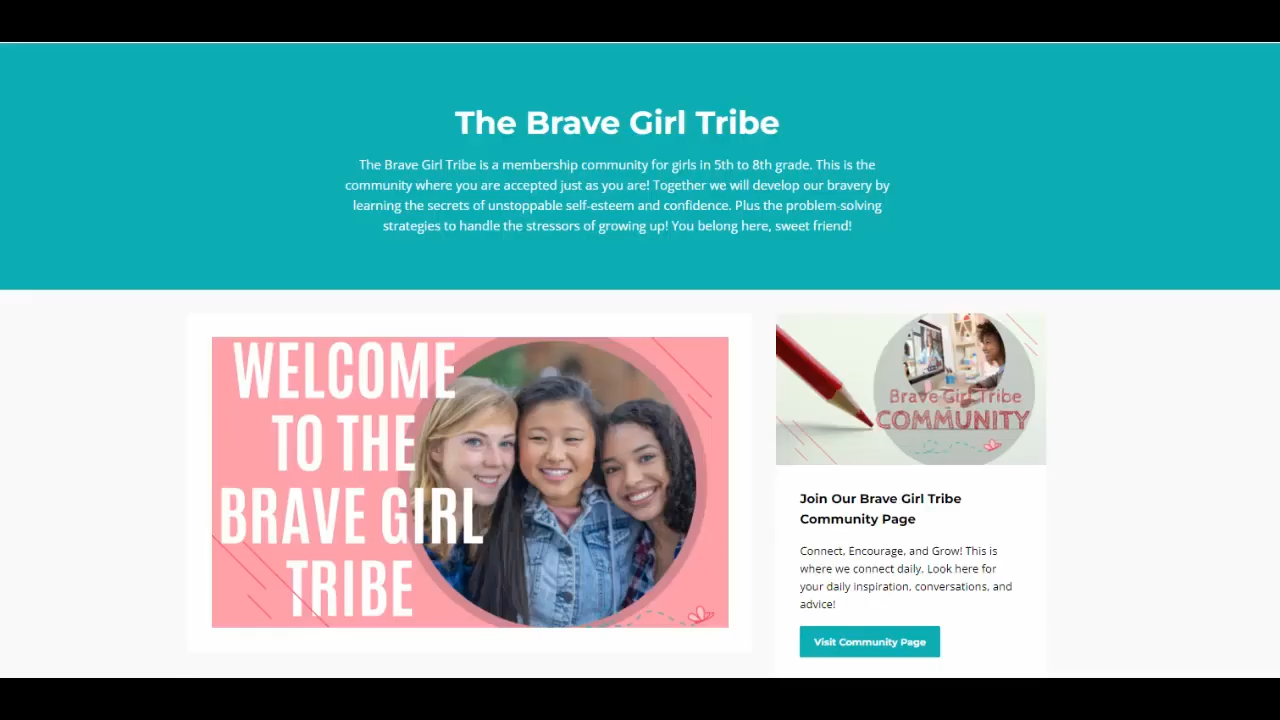 The Brave Girl Tribe
The Brave Girl Tribe is a membership community for girls in 5th to 8th grade. This is the
community where you are accepted just as you are! Together we will develop our bravery by
learning the secrets of unstoppable self-esteem and confidence. Plus the problem-solving
strategies to handle the stressors of growing up! You belong here, sweet friend!
WELCOME
TO THE
BRAVE GIRL
TRIBE
Brave Girl Tribe
COMMUNITY
Join Our Brave Girl Tribe
Community Page
Connect, Encourage, and Grow! This is
where we connect daily. Look here for
your daily inspiration, conversations, and
advice!
Visit Community Page